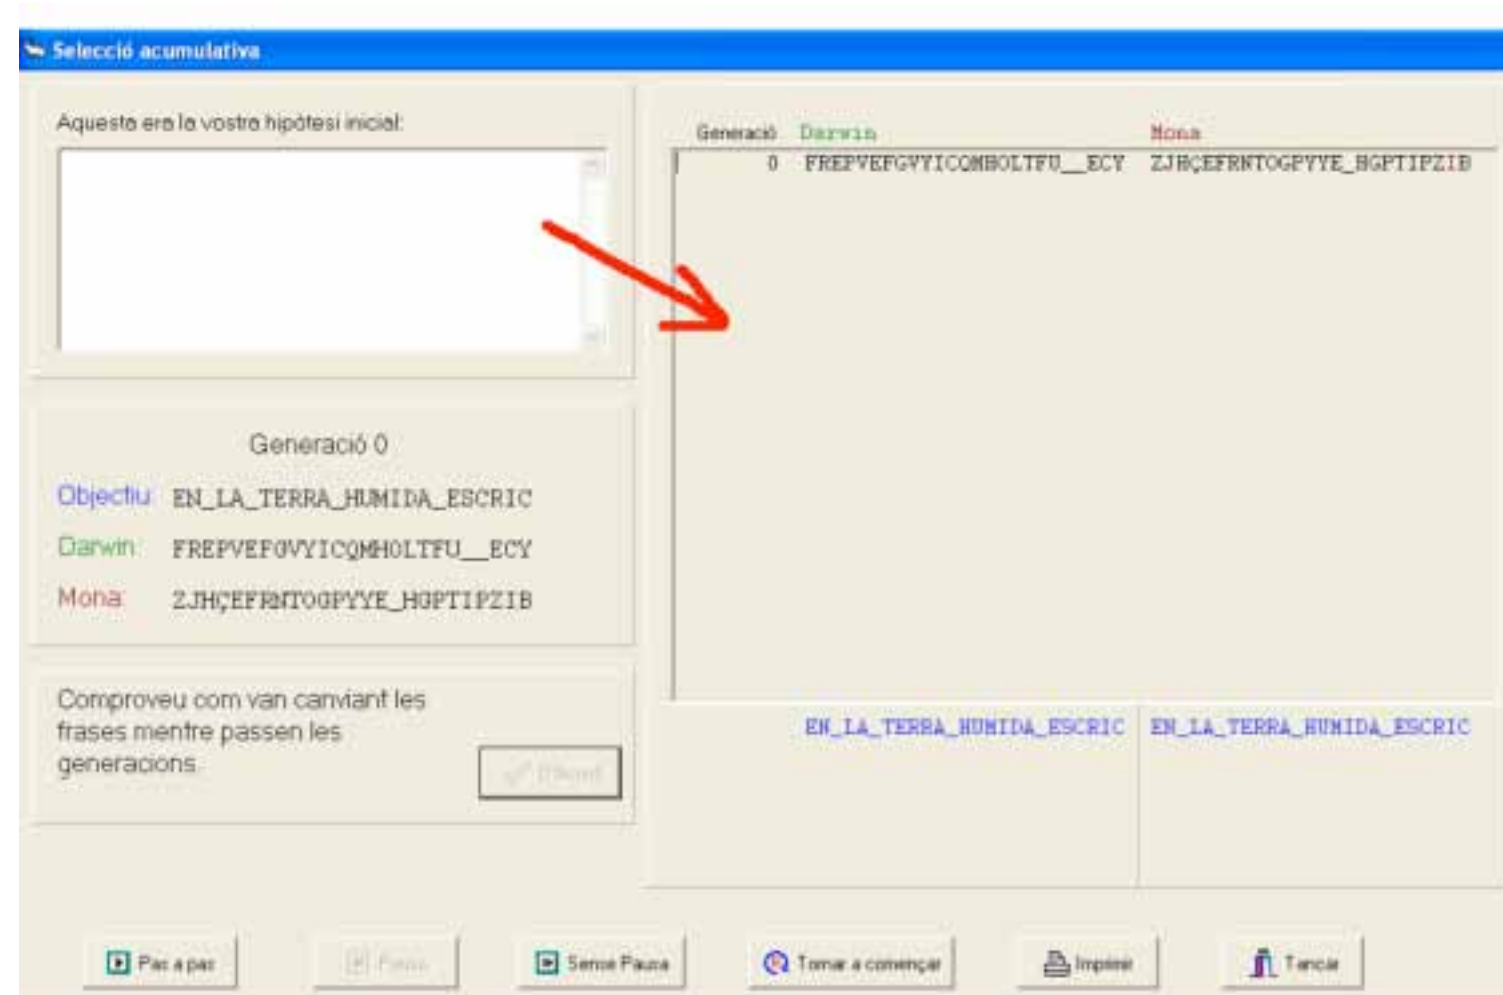 Selecció acumulativa
Aquesta era la vostra hipòtesi inicial:
Generació 0
Objectiu: EN_LA_TERRA_HUMIDA_ESCRIC
Darwin: FREPVEFGVYICQMHOLTFU__ECY
Mona: ZJHÇEFRNTOGPYYE_HGPTIPZIB
Comproveu com van canviant les
frases mentre passen les
generacions.
D'acord
Generació Darwin Mona
0 FREPVEFGVYICQMHOLTFU__ECY ZJHÇEFRNTOGPYYE_HGPTIPZIB
EN_LA_TERRA_HUMIDA_ESCRIC EN_LA_TERRA_HUMIDA_ESCRIC
Pas a pas Pausa Sense Pausa Tornar a començar Imprimir Tancar